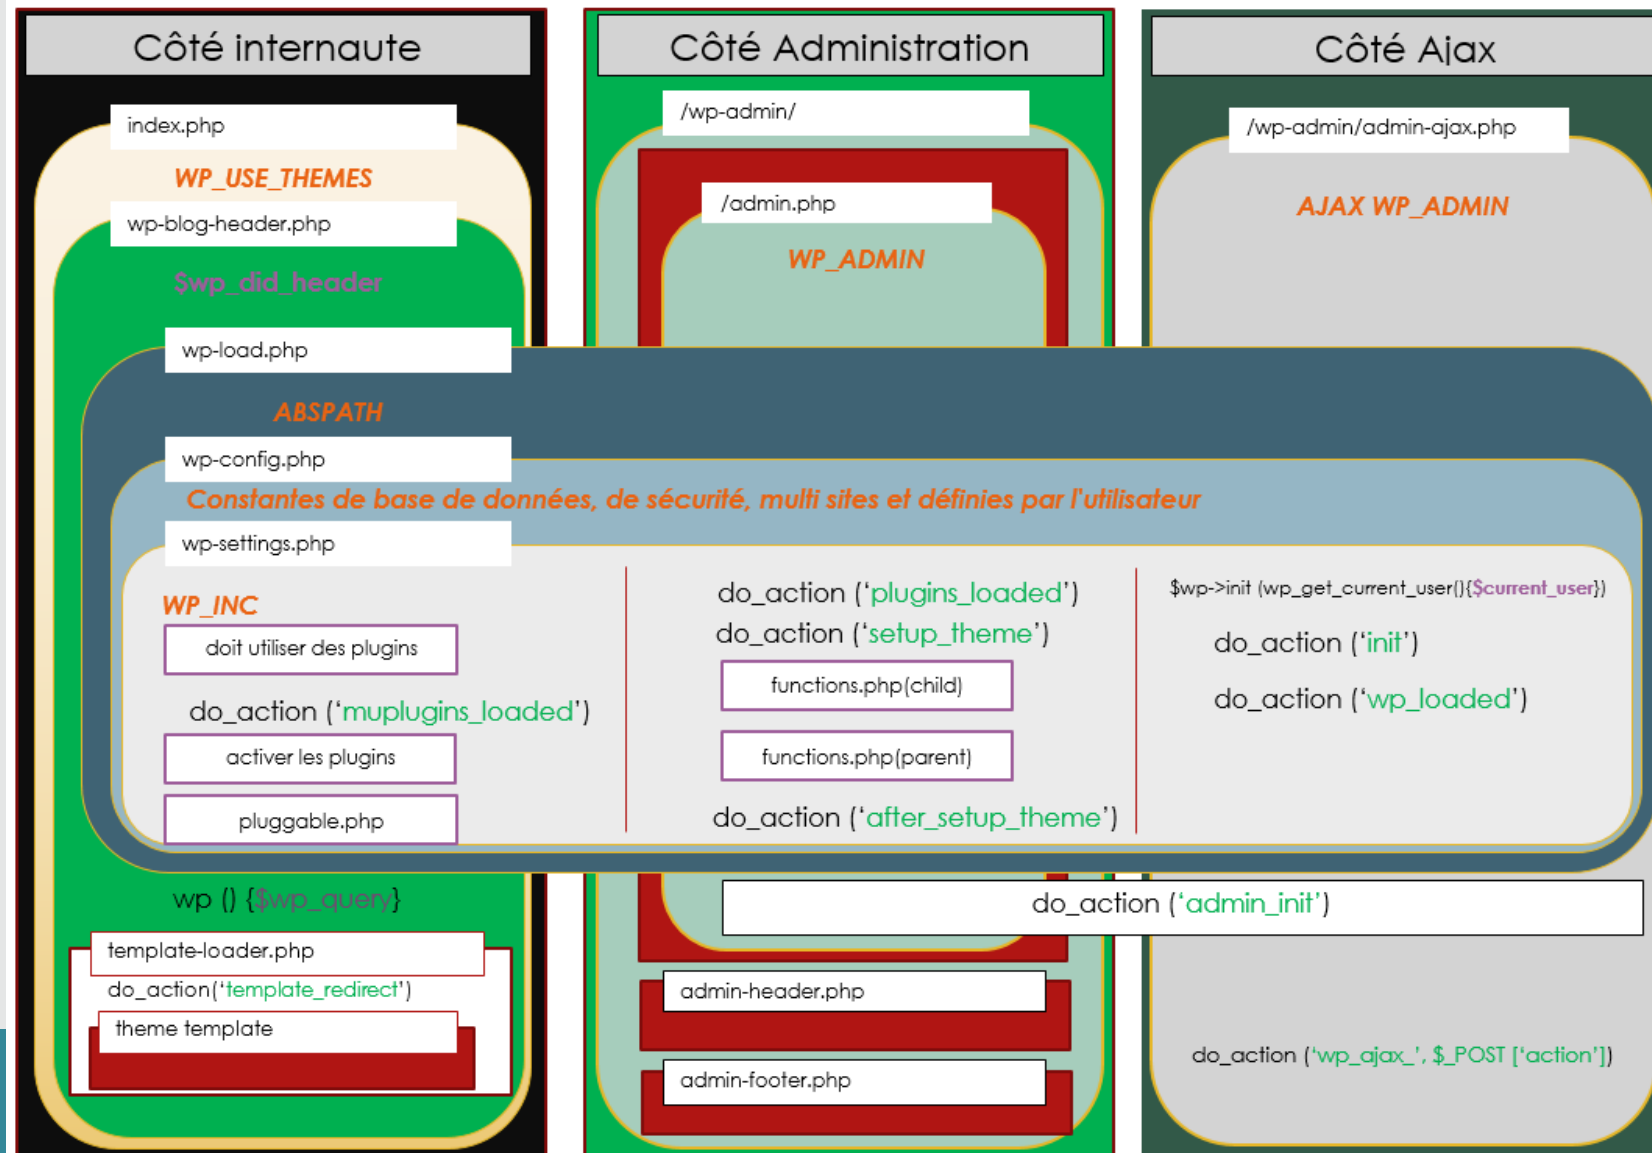 Côté internaute
index.php
WP_USE_THEMES
wp-blog-header.php
$wp_did_header
Côté Administration
/wp-admin/
/admin.php
WP_ADMIN
Côté Ajax
/wp-admin/admin-ajax.php
AJAX WP_ADMIN
wp-load.php
ABSPATH
wp-config.php
Constantes de base de données, de sécurité, multi sites et définies par l'utilisateur
wp-settings.php
WP_INC
doit utiliser des plugins
do_action (‘muplugins_loaded’)
activer les plugins
pluggable.php
do_action (‘plugins_loaded’)
do_action (‘setup_theme’)
functions.php(child)
functions.php(parent)
do_action (‘after_setup_theme’)
$wp->init (wp_get_current_user(){$current_user})
do_action (‘init’)
do_action (‘wp_loaded’)
wp () {$wp_query}
template-loader.php
do_action(‘template_redirect’)
theme template
do_action (‘admin_init’)
admin-header.php
admin-footer.php
do_action (‘wp_ajax_’, $_POST [‘action’])